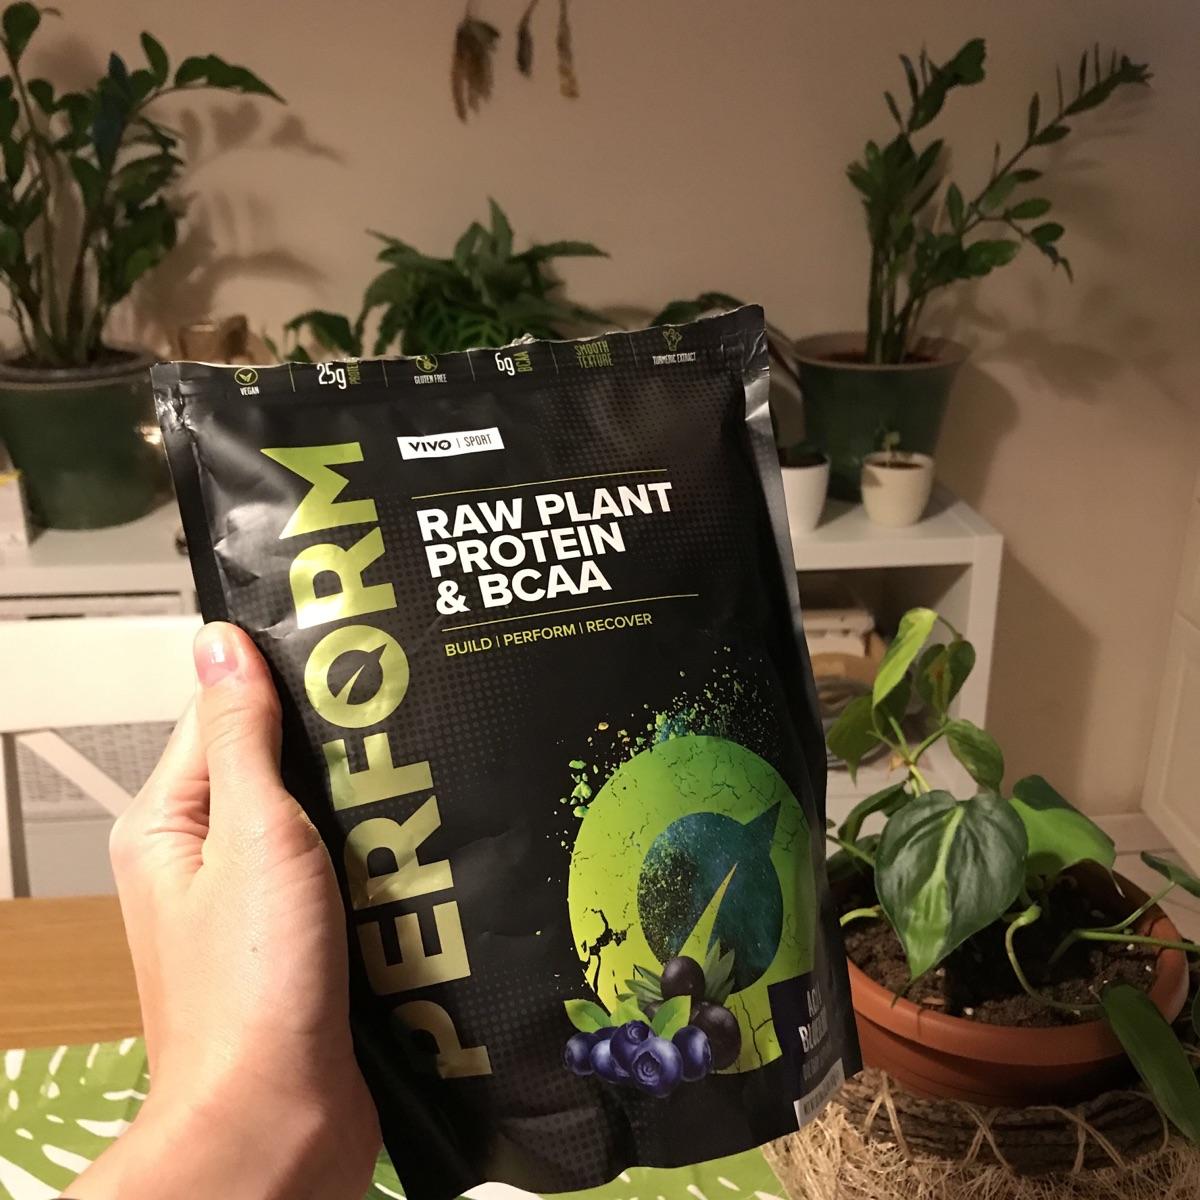 VEGAN
25g PROTEIN
GLUTEN FREE
6g BCAA
SMOOTH
TEXTURE
TURMERIC EXTRACT
PERFORM
VIVO | SPORT
RAW PLANT
PROTEIN
& BCAA
BUILD | PERFORM | RECOVER